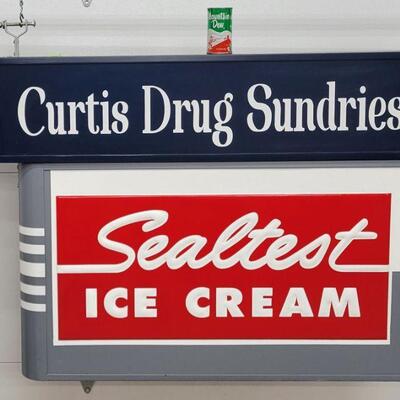 Mountain
Dew
Curtis Drug Sundries
Sealtest
ICE CREAM